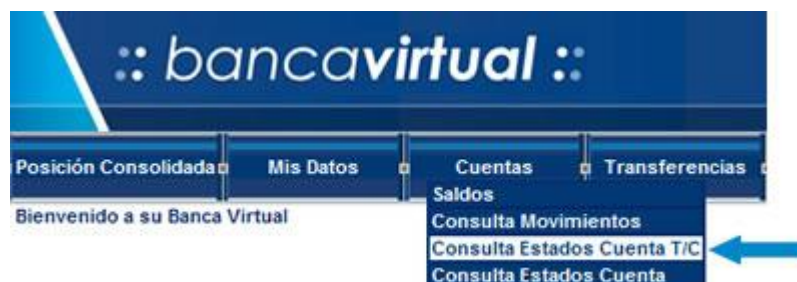 :: bancavirtual ::
Posición Consolidada Mis Datos Cuentas Transferencias
Saldos
Bienvenido a su Banca Virtual
Consulta Movimientos
Consulta Estados Cuenta T/C
Consulta Estados Cuenta